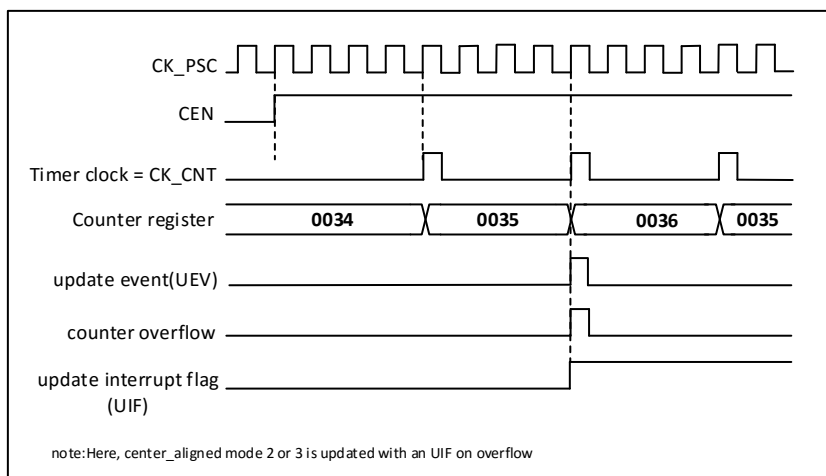 CK_PSC
CEN
Timer clock = CK_CNT
Counter register
0034 0035 0036 0035
update event(UEV)
counter overflow
update interrupt flag
(UIF)
note:Here, center_aligned mode 2 or 3 is updated with an UIF on overflow